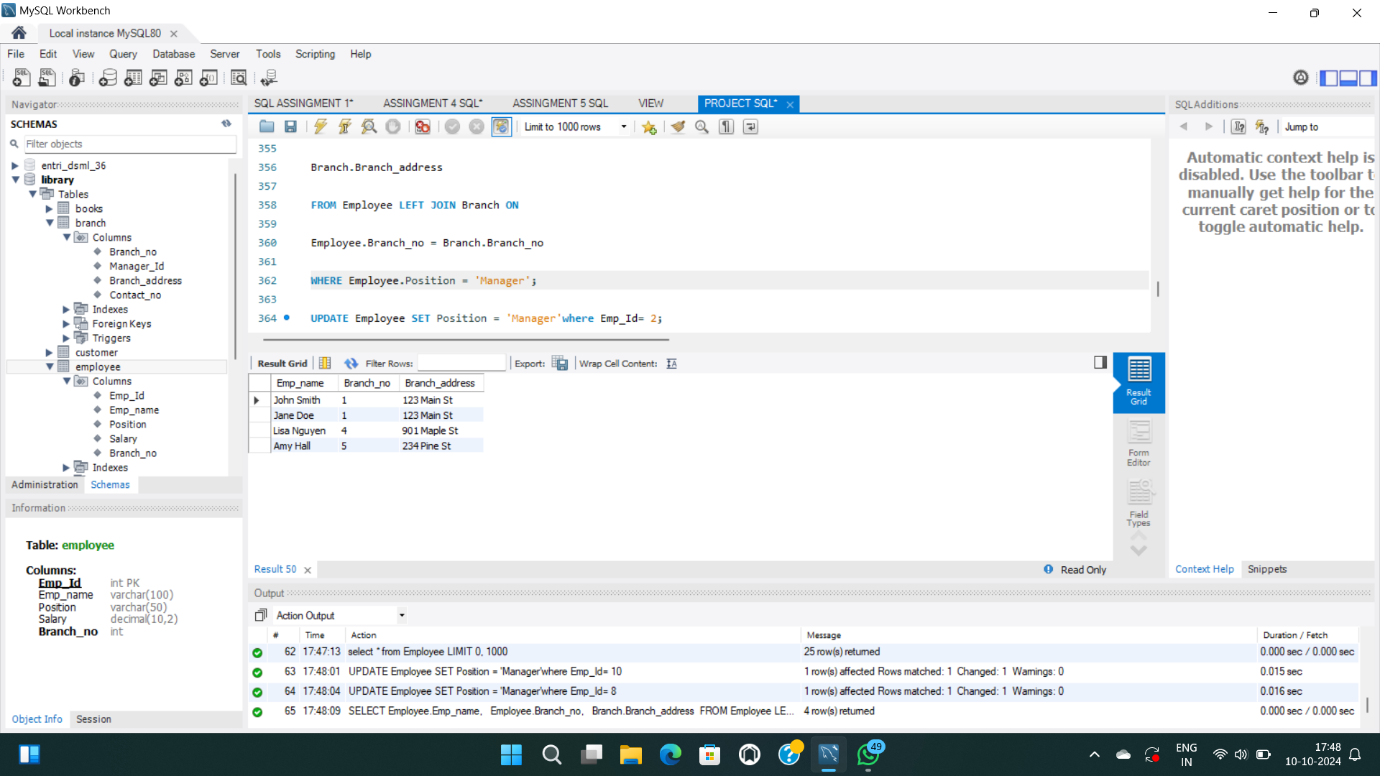 MySQL Workbench
Local instance MySQL80
File Edit View Query Database Server Tools Scripting Help
Navigator
SCHEMAS
Filter objects
entri_dsml_36
library
Tables
books
branch
Columns
Branch_no
Manager_Id
Branch_address
Contact_no
Indexes
Foreign Keys
Triggers
customer
employee
Columns
Emp_Id
Emp_name
Position
Salary
Branch_no
Indexes
Administration Schemas
Information
Table: employee
Columns:
Emp_Id int PK
Emp_name varchar(100)
Position varchar(50)
Salary decimal(10,2)
Branch_no int
Object Info Session
SQL ASSINGMENT 1* ASSINGMENT 4 SQL* ASSINGMENT 5 SQL VIEW PROJECT SQL*
Limit to 1000 rows
355
356 Branch.Branch_address
357
358 FROM Employee LEFT JOIN Branch ON
359
360 Employee.Branch_no = Branch.Branch_no
361
362 WHERE Employee.Position = 'Manager';
363
364 UPDATE Employee SET Position = 'Manager'where Emp_Id= 2;
Result Grid Filter Rows: Export: Wrap Cell Content:
Emp_name Branch_no Branch_address
John Smith 1 123 Main St
Jane Doe 1 123 Main St
Lisa Nguyen 4 901 Maple St
Amy Hall 5 234 Pine St
Result Grid
Form Editor
Field Types
Result 50 Read Only
SQLAdditions
Jump to
Automatic context help is
disabled. Use the toolbar t
manually get help for the
current caret position or to
toggle automatic help.
Context Help Snippets
Output
Action Output
# Time Action Message Duration / Fetch
62 17:47:13 select * from Employee LIMIT 0, 1000 25 row(s) returned 0.000 sec / 0.000 sec
63 17:48:01 UPDATE Employee SET Position = 'Manager'where Emp_Id= 10 1 row(s) affected Rows matched: 1 Changed: 1 Warnings: 0 0.015 sec
64 17:48:04 UPDATE Employee SET Position = 'Manager'where Emp_Id= 8 1 row(s) affected Rows matched: 1 Changed: 1 Warnings: 0 0.016 sec
65 17:48:09 SELECT Employee.Emp_name, Employee.Branch_no, Branch.Branch_address FROM Employee LE... 4 row(s) returned 0.000 sec / 0.000 sec
49
ENG
IN
17:48
10-10-2024